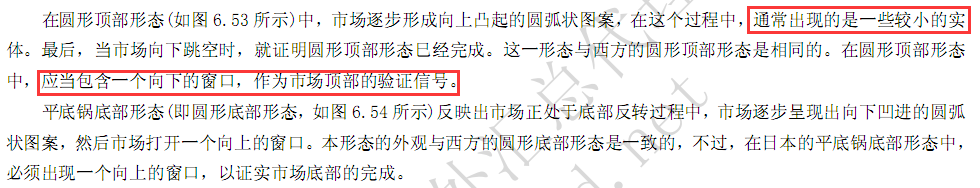 在圆形顶部形态(如图6.53所示)中，市场逐步形成向上凸起的圆弧状图案，在这个过程中，通常出现的是一些较小的实
体。最后，当市场向下跳空时，就证明圆形顶部形态已经完成。这一形态与西方的圆形顶部形态是相同的。在圆形顶部形态
中，应当包含一个向下的窗口，作为市场顶部的验证信号。
平底锅底部形态(即圆形底部形态，如图6.54所示)反映出市场正处于底部反转过程中，市场逐步呈现出向下凹进的圆弧
状图案，然后市场打开一个向上的窗口。本形态的外观与西方的圆形底部形态是一致的，不过，在日本的平底锅底部形态中，
必须出现一个向上的窗口，以证实市场底部的完成。
外汇总代理
d.net